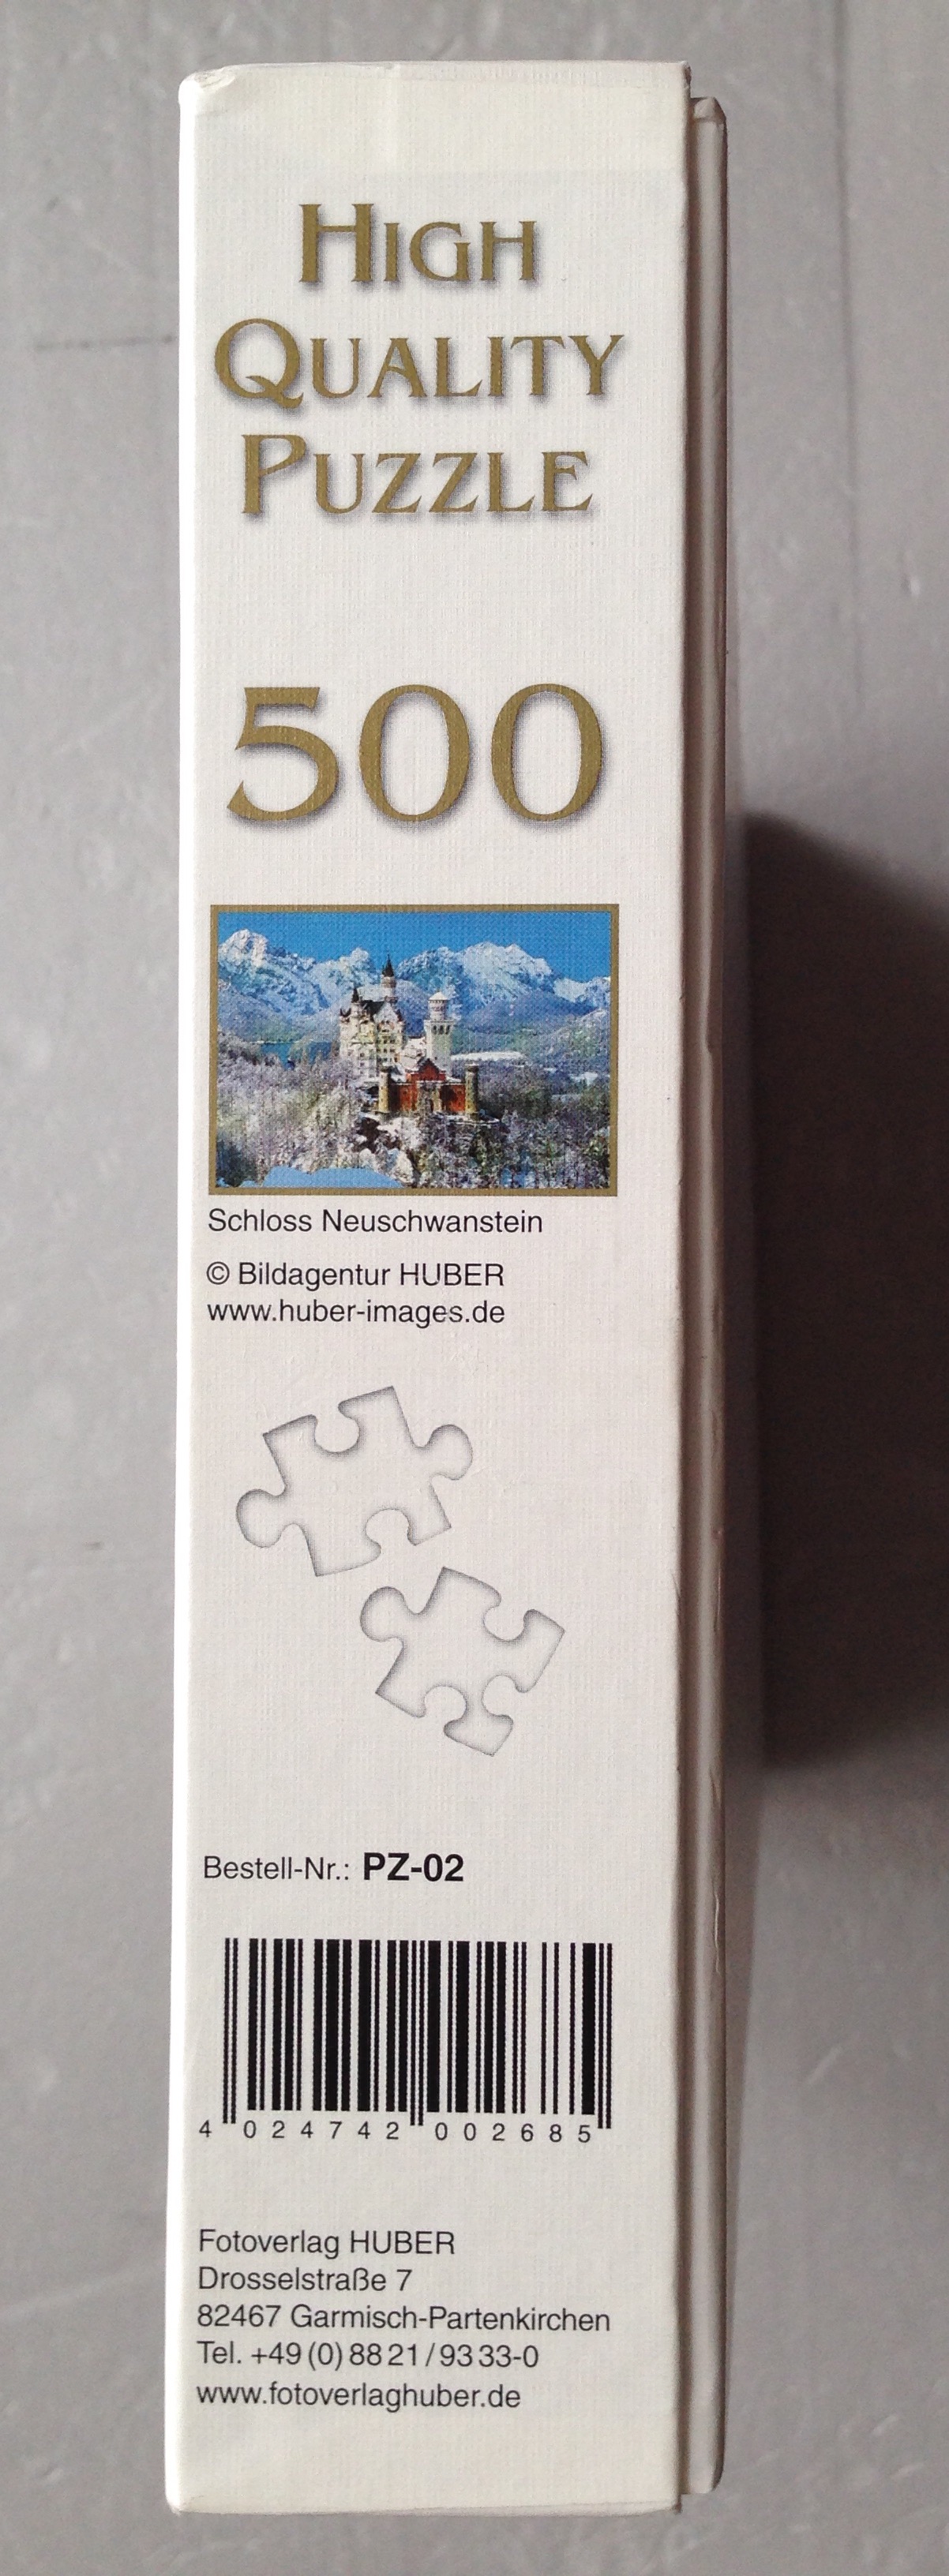 HIGH
QUALITY
PUZZLE
500
Schloss Neuschwanstein
© Bildagentur HUBER
www.huber-images.de
Bestell-Nr.: PZ-02
4 024742 002685
Fotoverlag HUBER
Drosselstraße 7
82467 Garmisch-Partenkirchen
Tel. +49 (0) 88 21 / 93 33-0
www.fotoverlaghuber.de